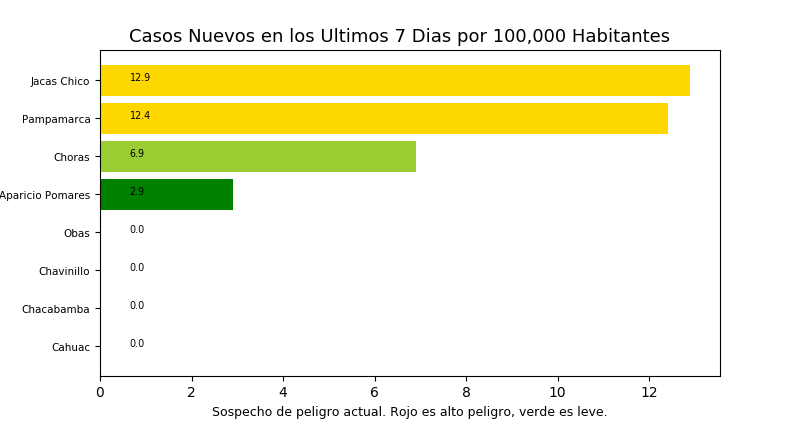 Casos Nuevos en los Ultimos 7 Dias por 100,000 Habitantes
Jacas Chico 12.9
Pampamarca 12.4
Choras 6.9
Aparicio Pomares 2.9
Obas 0.0
Chavinillo 0.0
Chacabamba 0.0
Cahuac 0.0
0 2 4 6 8 10 12
Sospecho de peligro actual. Rojo es alto peligro, verde es leve.